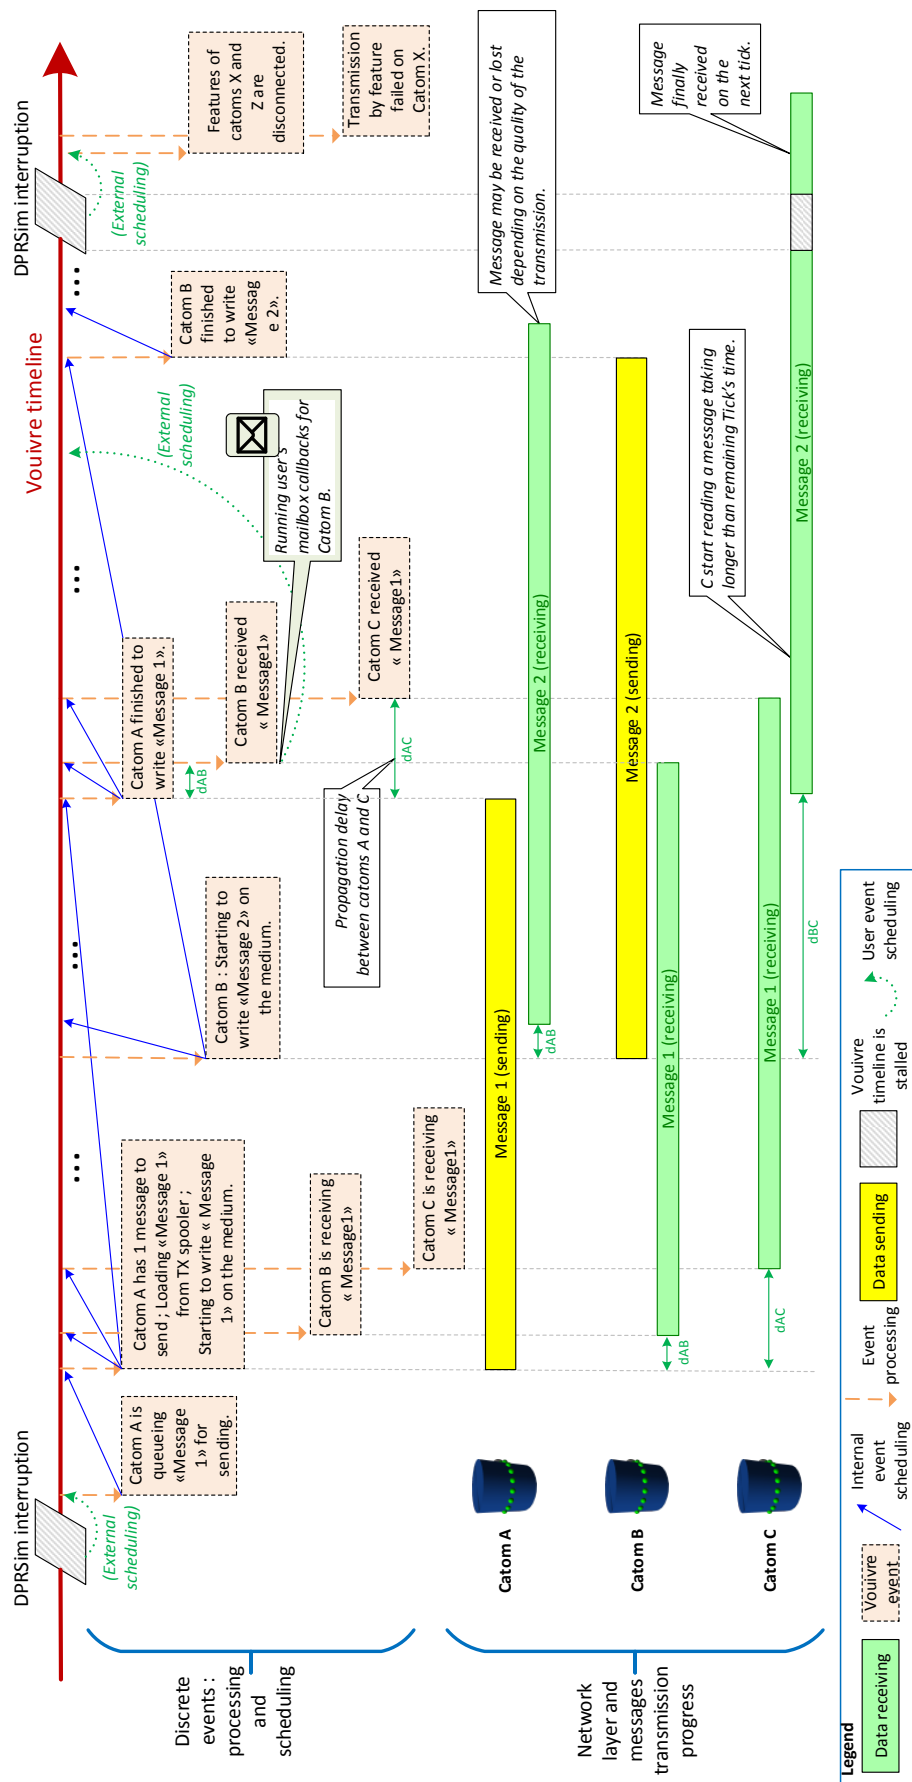 Vouivre timeline
DPRSim interruption
DPRSim interruption
(External
scheduling)
Catom A is
queueing
«Message
1» for
sending.
Catom A has 1 message to
send ; Loading «Message 1»
from TX spooler ;
Starting to write « Message
1» on the medium.
Catom B is receiving
« Message1»
Catom C is receiving
« Message1»
...
Catom B : Starting to
write «Message 2» on
the medium.
...
Catom A finished to
write «Message 1».
dAB
Catom B received
« Message1»
Catom C received
« Message1»
dAC
Propagation delay
between catoms A and C
...
Running user's
mailbox callbacks for
Catom B.
(External
scheduling)
Catom B
finished
to write
«Messag
e 2».
...
(External
scheduling)
Features of
catoms X and
Z are
disconnected.
Transmission
by feature
failed on
Catom X.
Discrete
events :
processing
and
scheduling
Network
layer and
messages
transmission
progress
Catom A
Message 1 (sending)
dAB
Message 2 (receiving)
Message may be received or lost
depending on the quality of the
transmission.
Catom B
dAB
Message 1 (receiving)
Message 2 (sending)
Catom C
dAC
Message 1 (receiving)
dBC
Message 2 (receiving)
C start reading a message taking
longer than remaining Tick's time.
Message
finally
received
on the
next tick.
Legend
Data receiving
Vouivre
event
Internal
event
scheduling
Event
processing
Data sending
Vouivre
timeline is
stalled
User event
scheduling